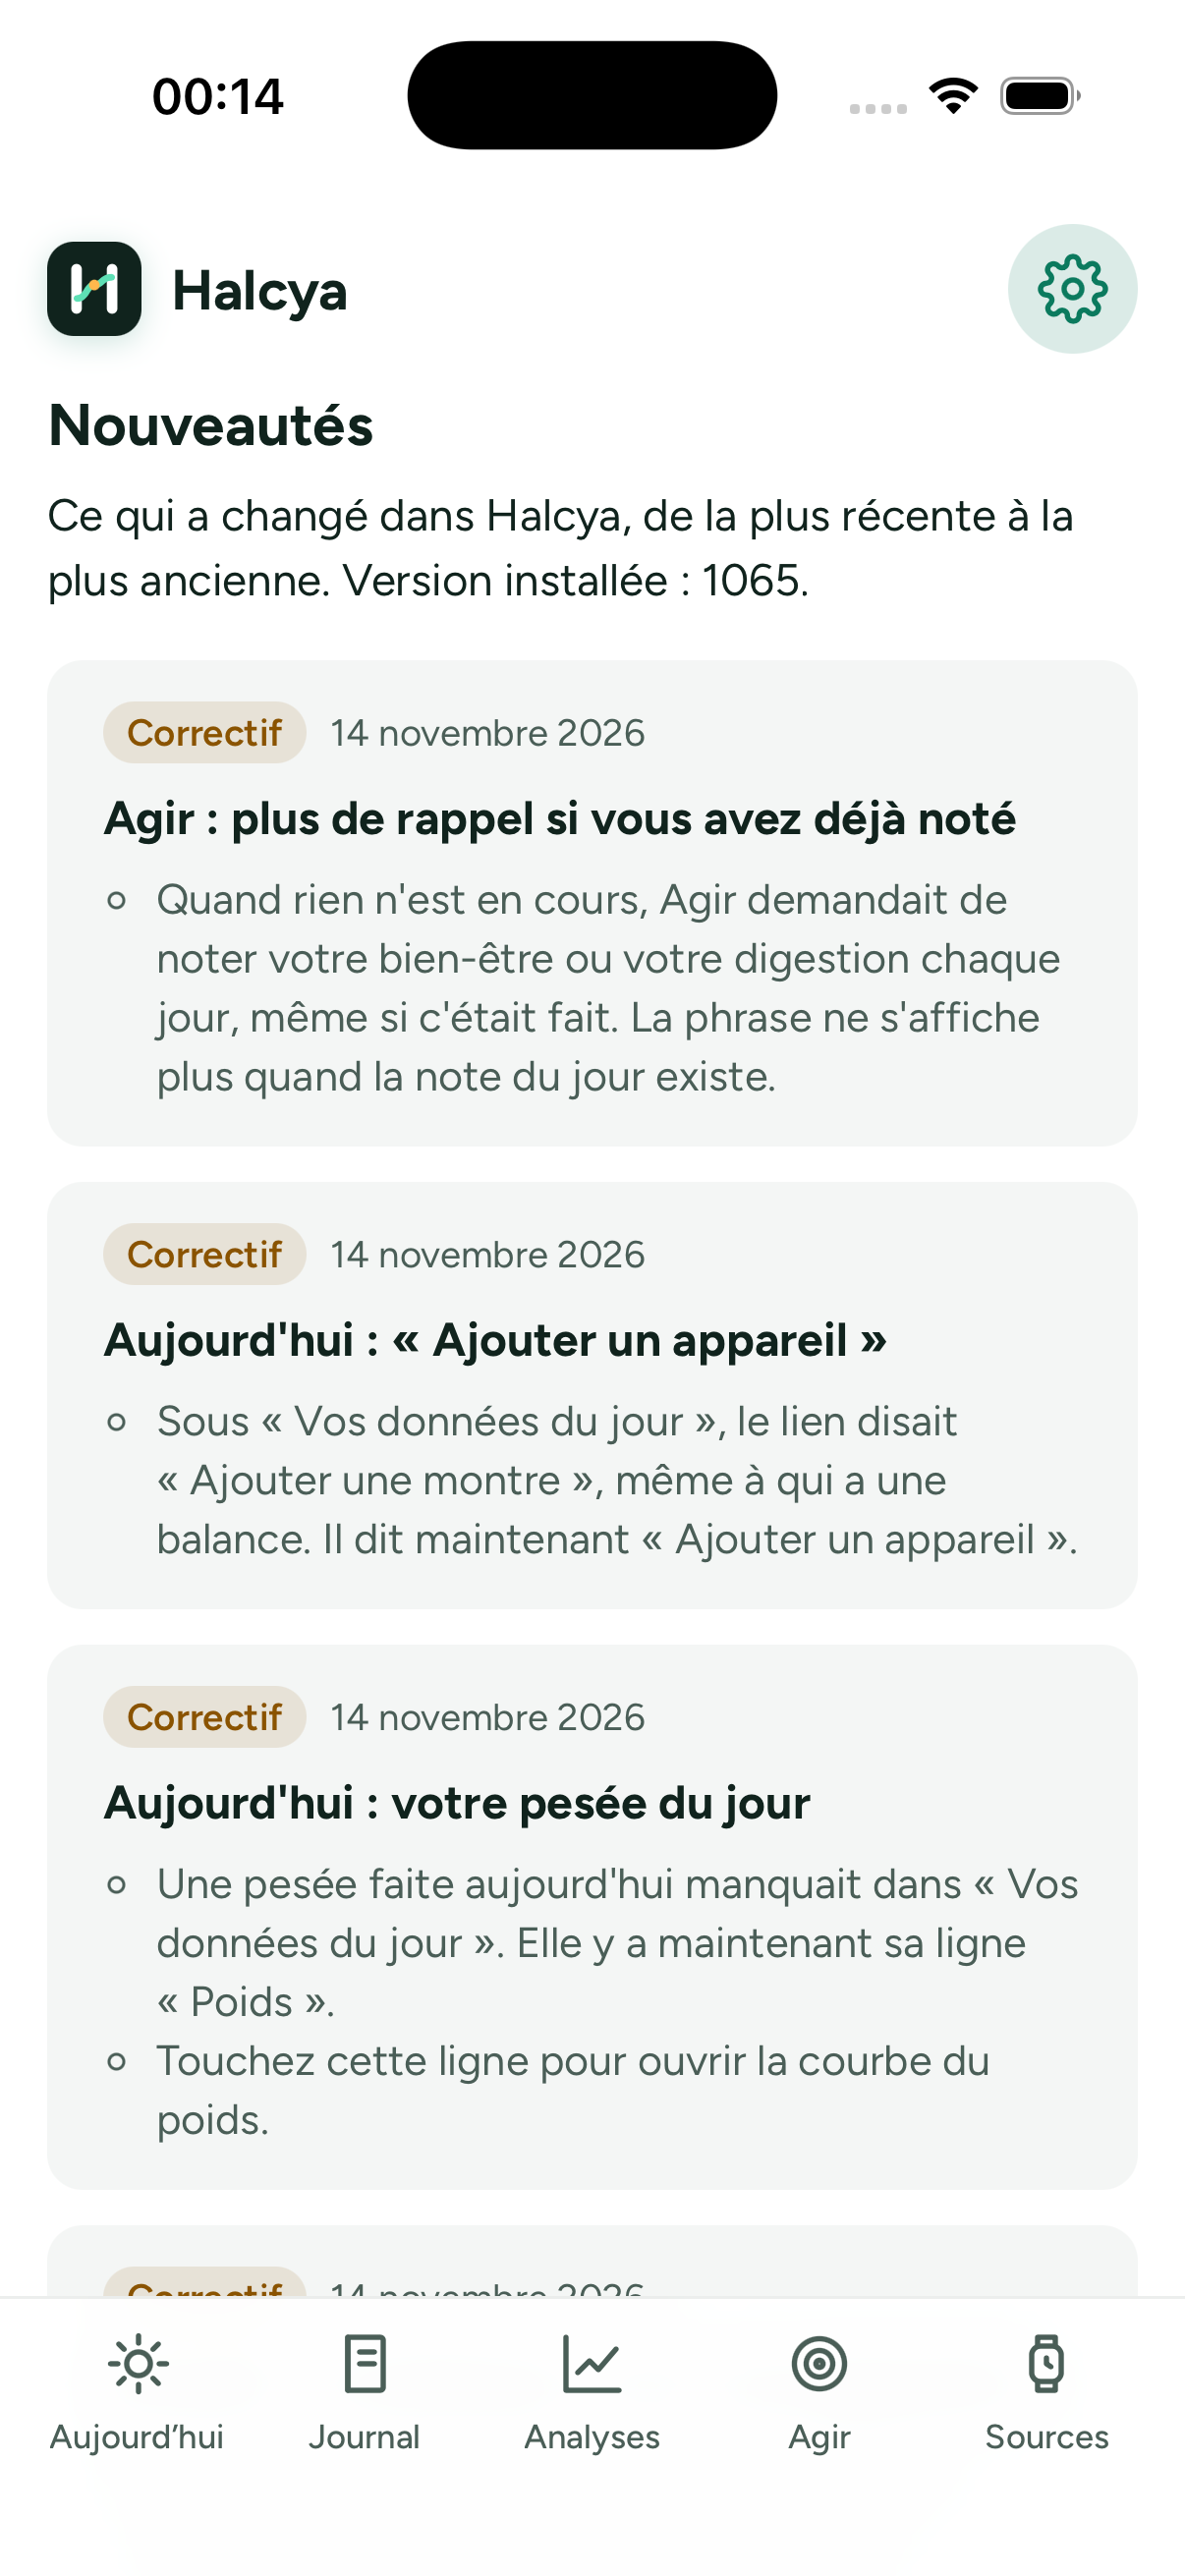 00:14
Halcya
Nouveautés
Ce qui a changé dans Halcya, de la plus récente à la
plus ancienne. Version installée : 1065.
Correctif 14 novembre 2026
Agir : plus de rappel si vous avez déjà noté
Quand rien n'est en cours, Agir demandait de
noter votre bien-être ou votre digestion chaque
jour, même si c'était fait. La phrase ne s'affiche
plus quand la note du jour existe.
Correctif 14 novembre 2026
Aujourd'hui : « Ajouter un appareil »
Sous « Vos données du jour », le lien disait
« Ajouter une montre », même à qui a une
balance. Il dit maintenant « Ajouter un appareil ».
Correctif 14 novembre 2026
Aujourd'hui : votre pesée du jour
Une pesée faite aujourd'hui manquait dans « Vos
données du jour ». Elle y a maintenant sa ligne
« Poids ».
Touchez cette ligne pour ouvrir la courbe du
poids.
Correctif 14 novembre 2026
Aujourd’hui Journal Analyses Agir Sources